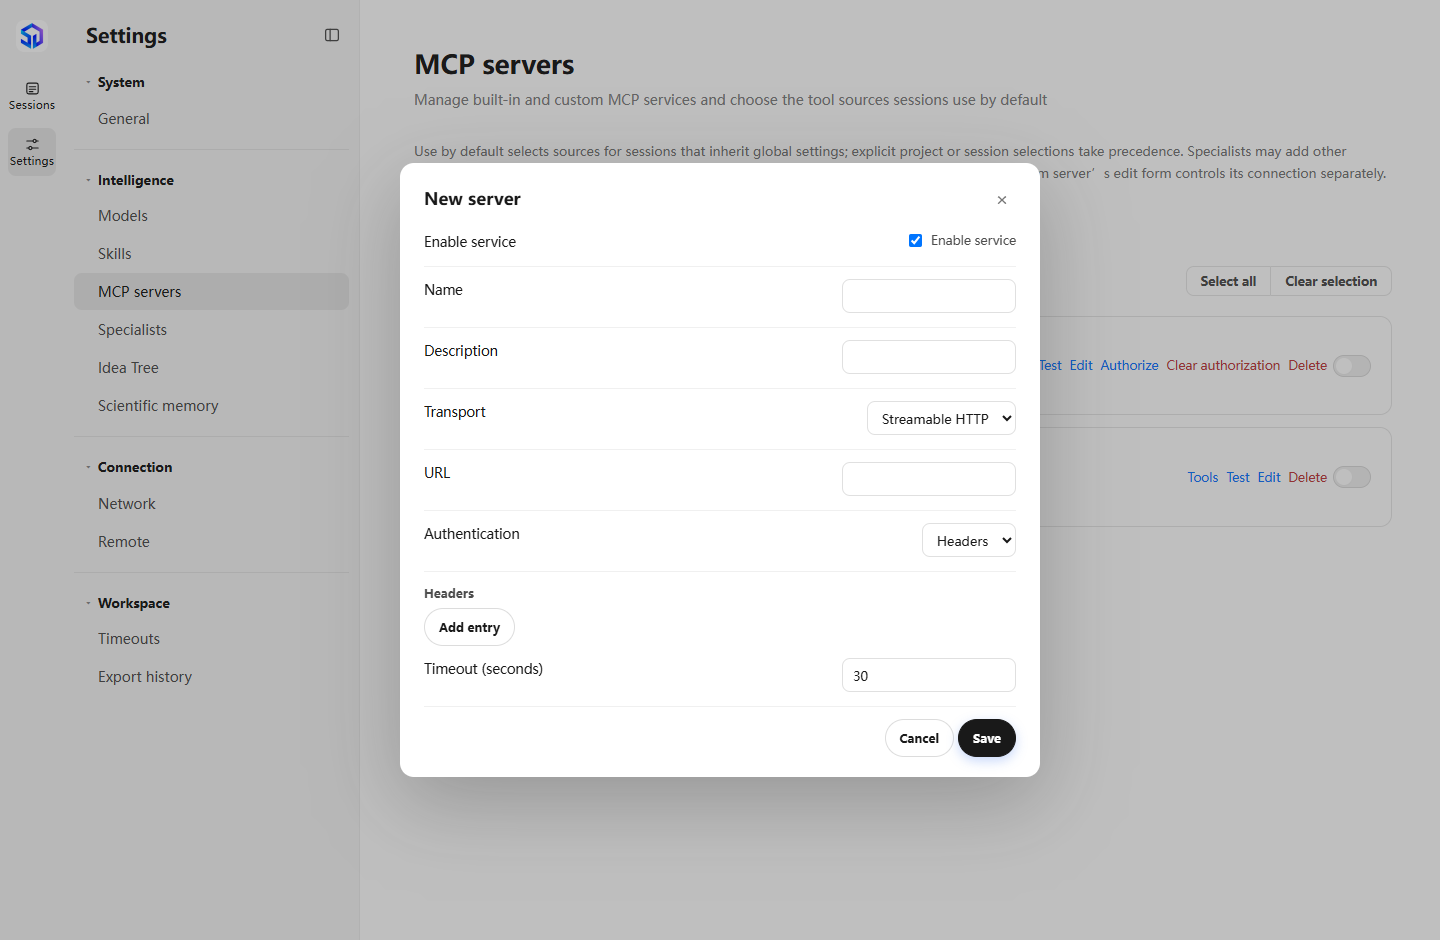 Settings
Sessions
Settings
System
General
Intelligence
Models
Skills
MCP servers
Specialists
Idea Tree
Scientific memory
Connection
Network
Remote
Workspace
Timeouts
Export history
MCP servers
Manage built-in and custom MCP services and choose the tool sources sessions use by default
Use by default selects sources for sessions that inherit global settings; explicit project or session selections take precedence. Specialists may add other
server’s edit form controls its connection separately.
Select all
Clear selection
Test Edit Authorize Clear authorization Delete
Tools Test Edit Delete
New server
Enable service
Enable service
Name
Description
Transport
Streamable HTTP
URL
Authentication
Headers
Headers
Add entry
Timeout (seconds)
30
Cancel
Save